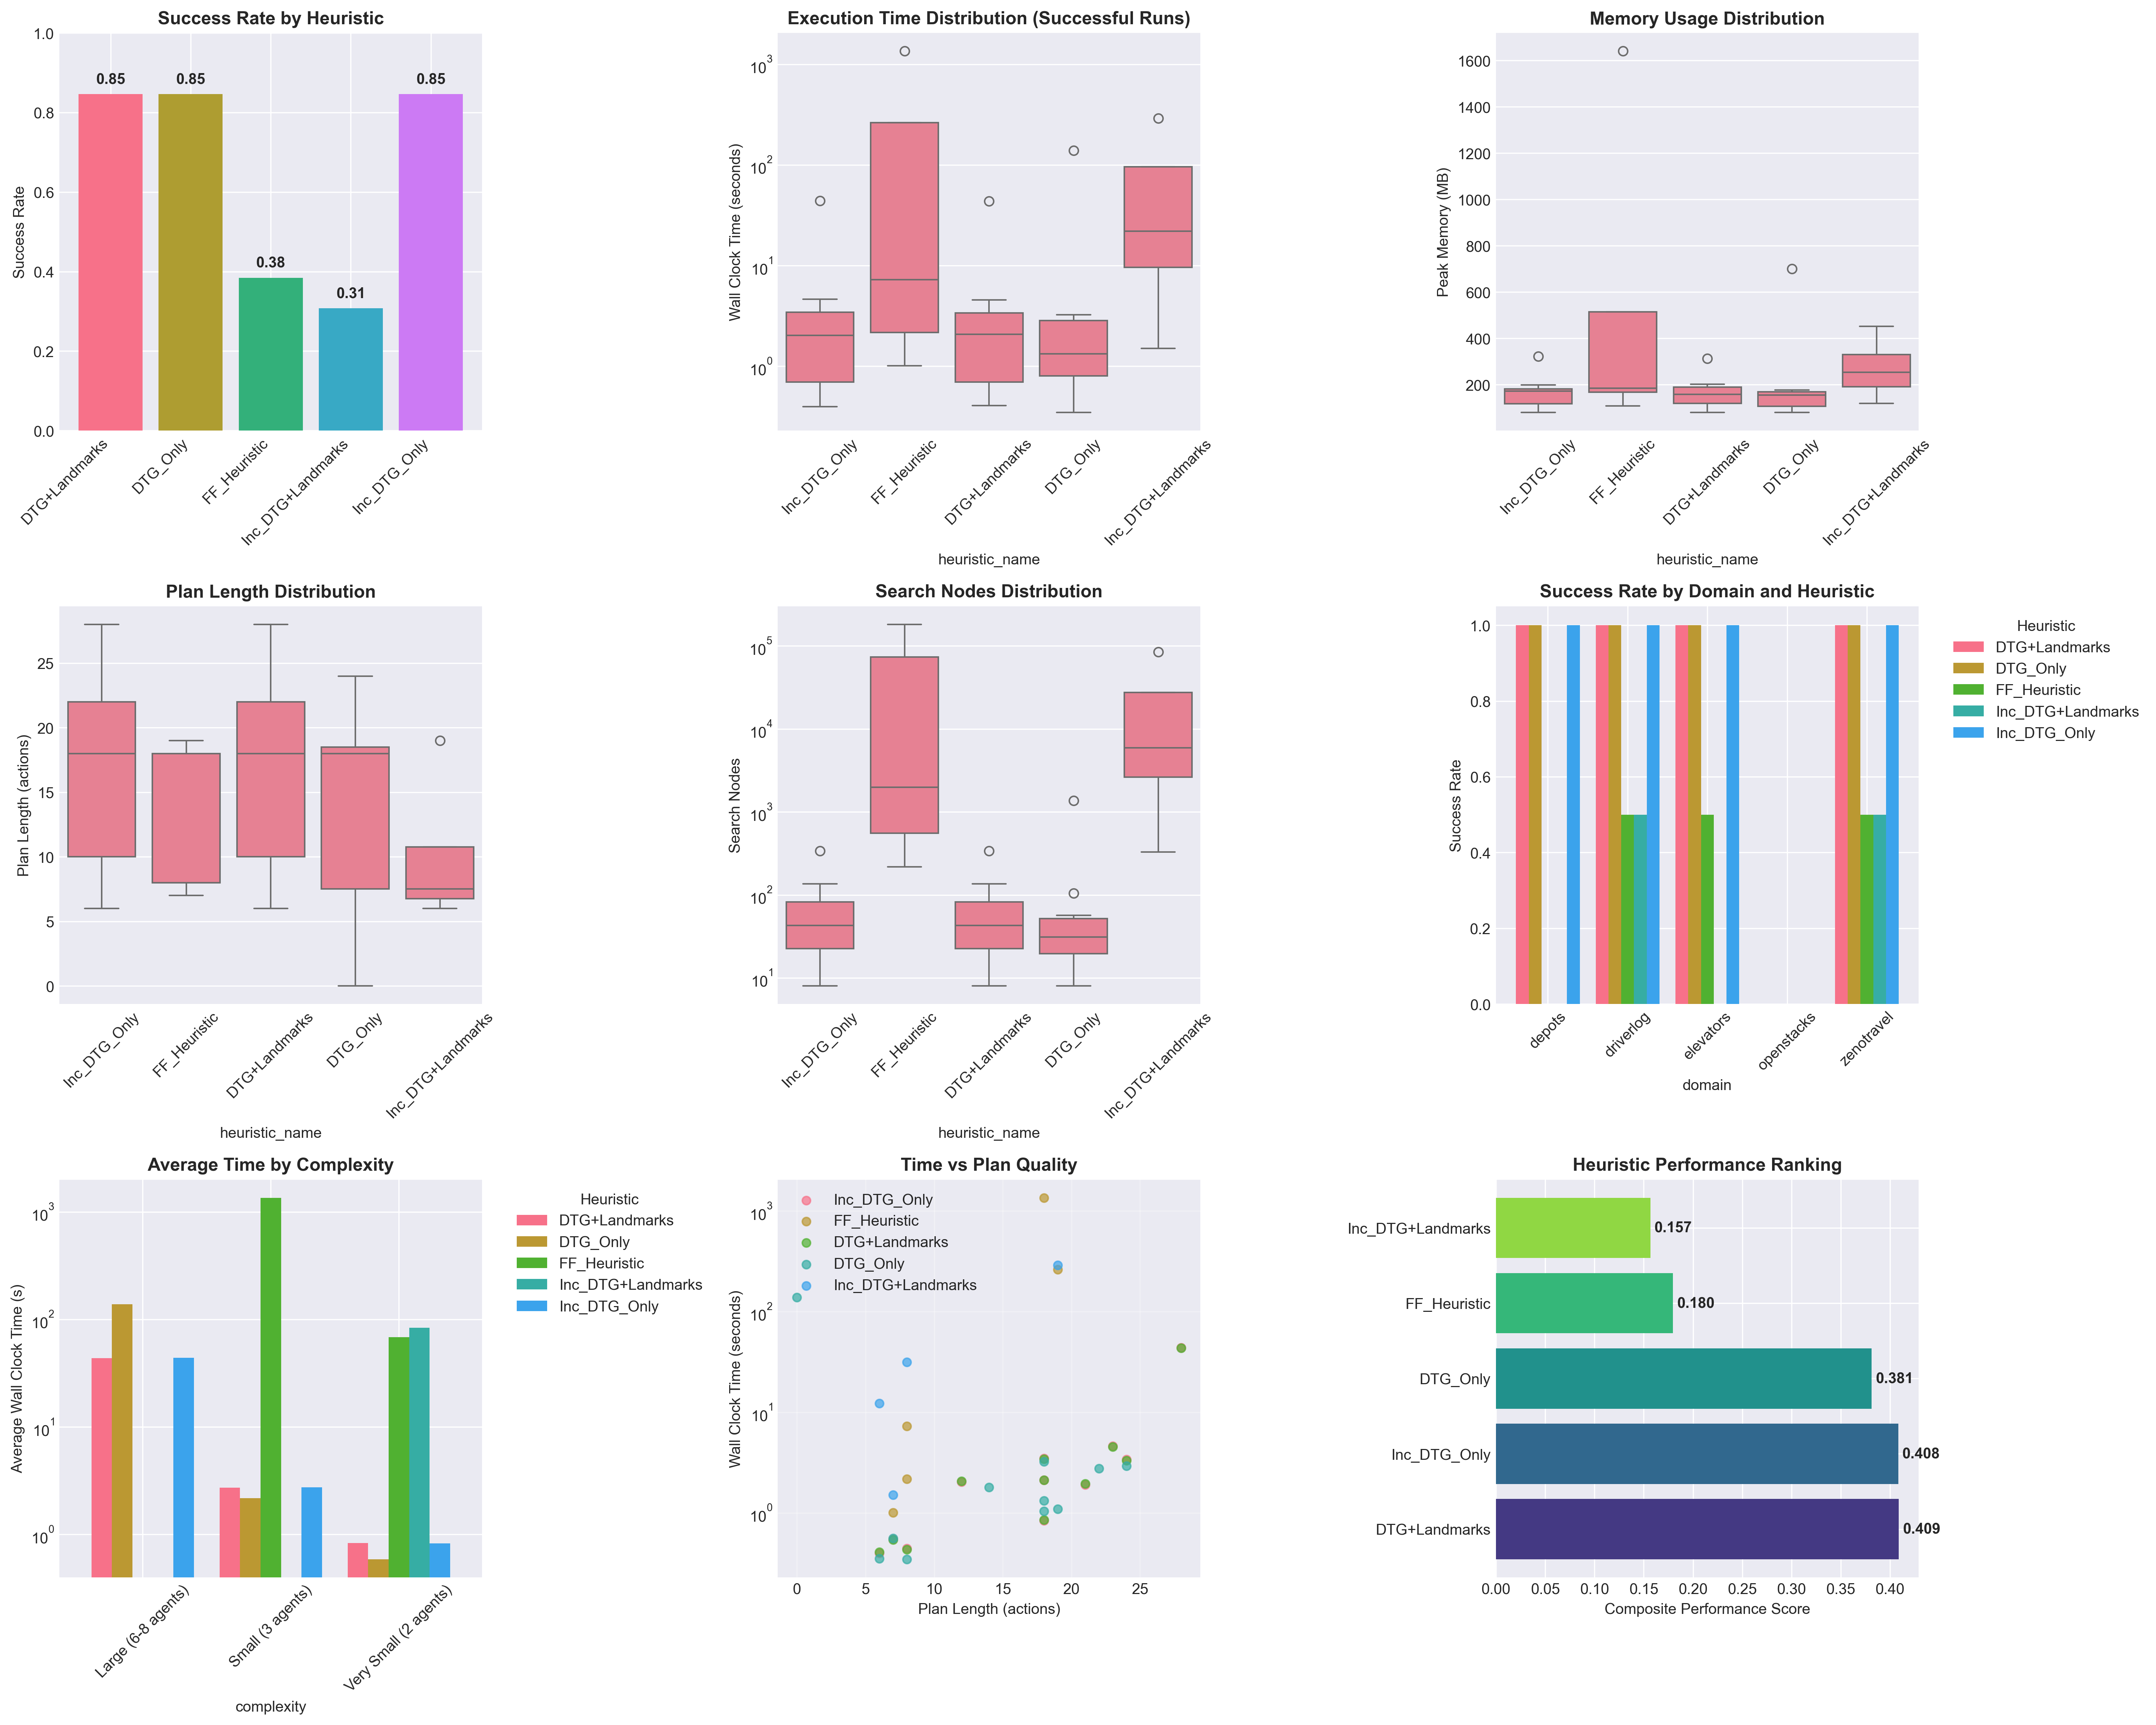 Success Rate by Heuristic
Success Rate
1.0
0.8
0.6
0.4
0.2
0.0
0.85
0.85
0.38
0.31
0.85
DTG+Landmarks
DTG_Only
FF_Heuristic
Inc_DTG+Landmarks
Inc_DTG_Only
Execution Time Distribution (Successful Runs)
Wall Clock Time (seconds)
10^3
10^2
10^1
10^0
Inc_DTG_Only
FF_Heuristic
DTG+Landmarks
DTG_Only
Inc_DTG+Landmarks
heuristic_name
Memory Usage Distribution
Peak Memory (MB)
1600
1400
1200
1000
800
600
400
200
Inc_DTG_Only
FF_Heuristic
DTG+Landmarks
DTG_Only
Inc_DTG+Landmarks
heuristic_name
Plan Length Distribution
Plan Length (actions)
25
20
15
10
5
0
Inc_DTG_Only
FF_Heuristic
DTG+Landmarks
DTG_Only
Inc_DTG+Landmarks
heuristic_name
Search Nodes Distribution
Search Nodes
10^5
10^4
10^3
10^2
10^1
Inc_DTG_Only
FF_Heuristic
DTG+Landmarks
DTG_Only
Inc_DTG+Landmarks
heuristic_name
Success Rate by Domain and Heuristic
Success Rate
1.0
0.8
0.6
0.4
0.2
0.0
depots
driverlog
elevators
openstacks
zenotravel
domain
Heuristic
DTG+Landmarks
DTG_Only
FF_Heuristic
Inc_DTG+Landmarks
Inc_DTG_Only
Average Time by Complexity
Average Wall Clock Time (s)
10^3
10^2
10^1
10^0
Large (6-8 agents)
Small (3 agents)
Very Small (2 agents)
complexity
Heuristic
DTG+Landmarks
DTG_Only
FF_Heuristic
Inc_DTG+Landmarks
Inc_DTG_Only
Time vs Plan Quality
Wall Clock Time (seconds)
10^3
10^2
10^1
10^0
Inc_DTG_Only
FF_Heuristic
DTG+Landmarks
DTG_Only
Inc_DTG+Landmarks
0 5 10 15 20 25
Plan Length (actions)
Heuristic Performance Ranking
Inc_DTG+Landmarks 0.157
FF_Heuristic 0.180
DTG_Only 0.381
Inc_DTG_Only 0.408
DTG+Landmarks 0.409
0.00 0.05 0.10 0.15 0.20 0.25 0.30 0.35 0.40
Composite Performance Score